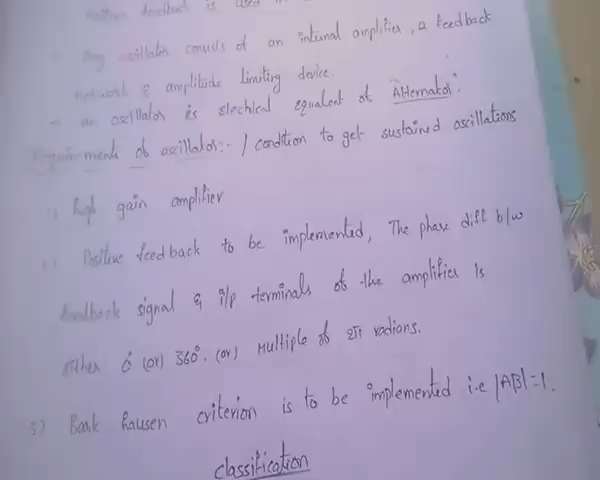 feedback is used
Any oscillator consists of an internal amplifier, a feedback
network & amplitude limiting device.
- an oscillator is electrical equalent of Alternator.
Requirements of oscillator:- / condition to get sustained oscillations
1) high gain amplifier
2) Positive feedback to be implemented, The phase diff b/w
feedback signal & i/p terminals of the amplifier is
either 0° (or) 360° (or) Multiple of 2π radians.
3) Bark hausen criterion is to be implemented i.e |Aβ|=1.
classification